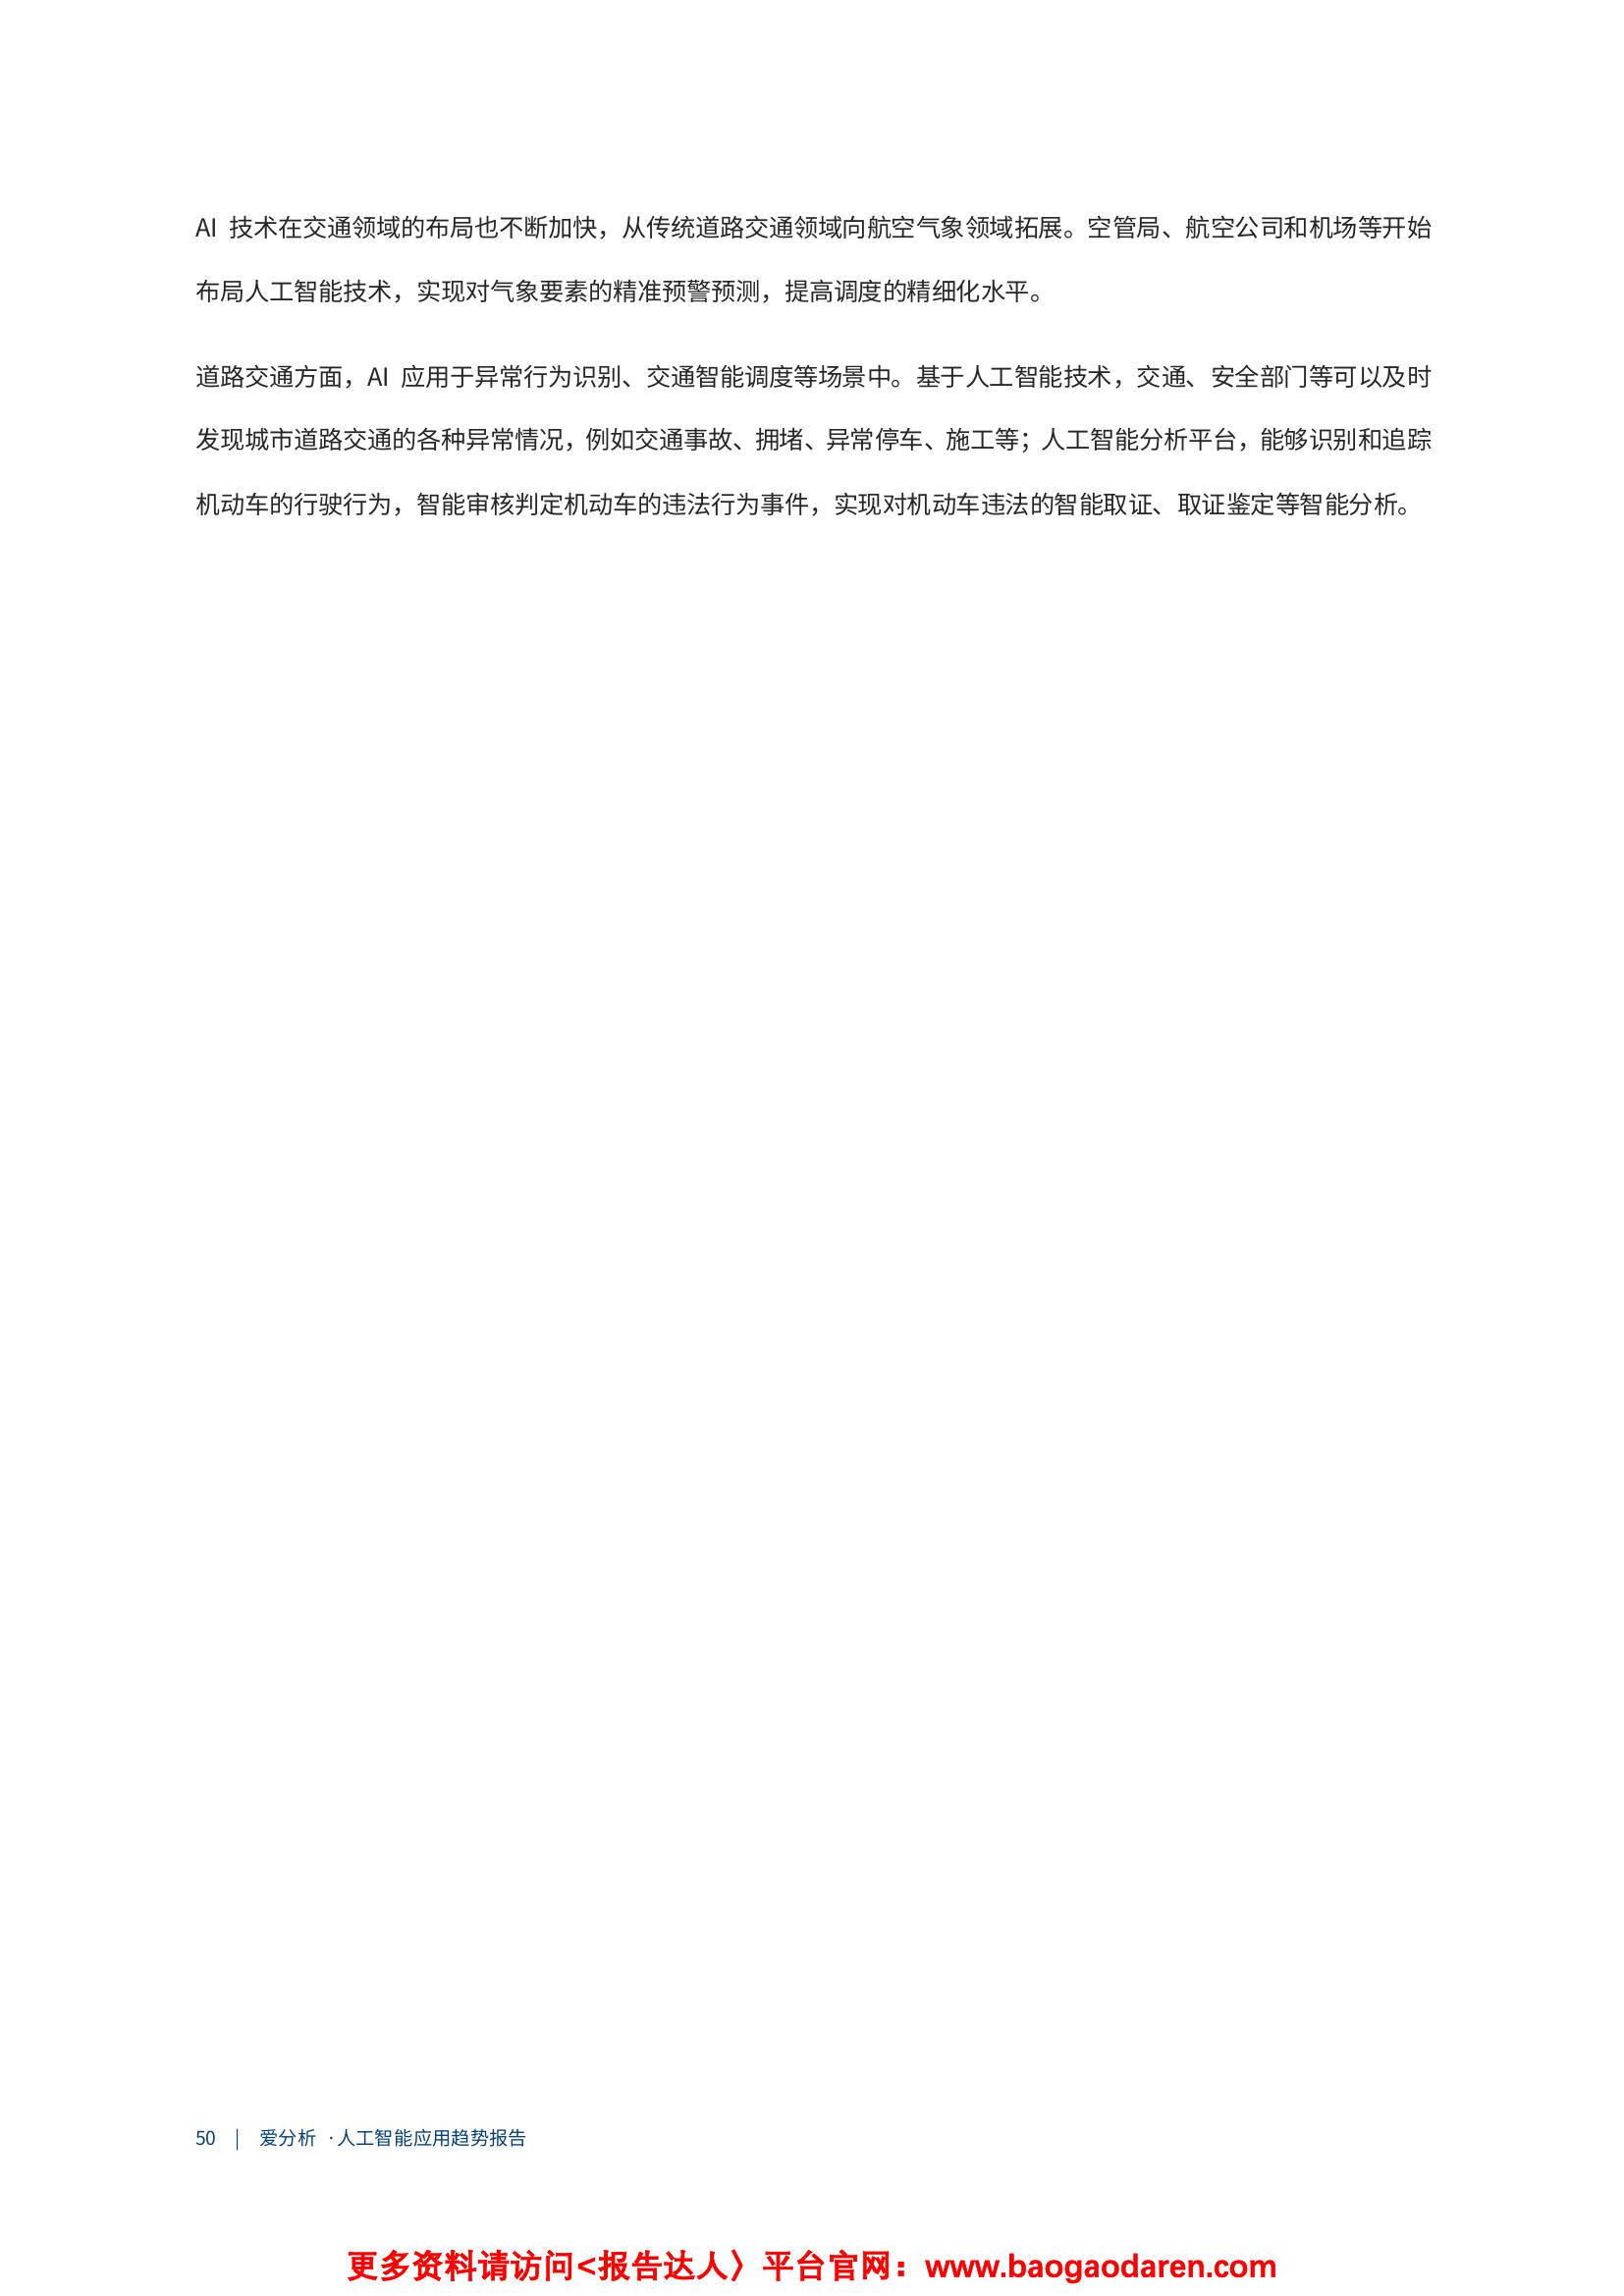 AI 技术在交通领域的布局也不断加快，从传统道路交通领域向航空气象领域拓展。空管局、航空公司和机场等开始
布局人工智能技术，实现对气象要素的精准预警预测，提高调度的精细化水平。
道路交通方面，AI 应用于异常行为识别、交通智能调度等场景中。基于人工智能技术，交通、安全部门等可以及时
发现城市道路交通的各种异常情况，例如交通事故、拥堵、异常停车、施工等；人工智能分析平台，能够识别和追踪
机动车的行驶行为，智能审核判定机动车的违法行为事件，实现对机动车违法的智能取证、取证鉴定等智能分析。
50 | 爱分析 ·人工智能应用趋势报告
更多资料请访问<报告达人〉平台官网：www.baogaodaren.com